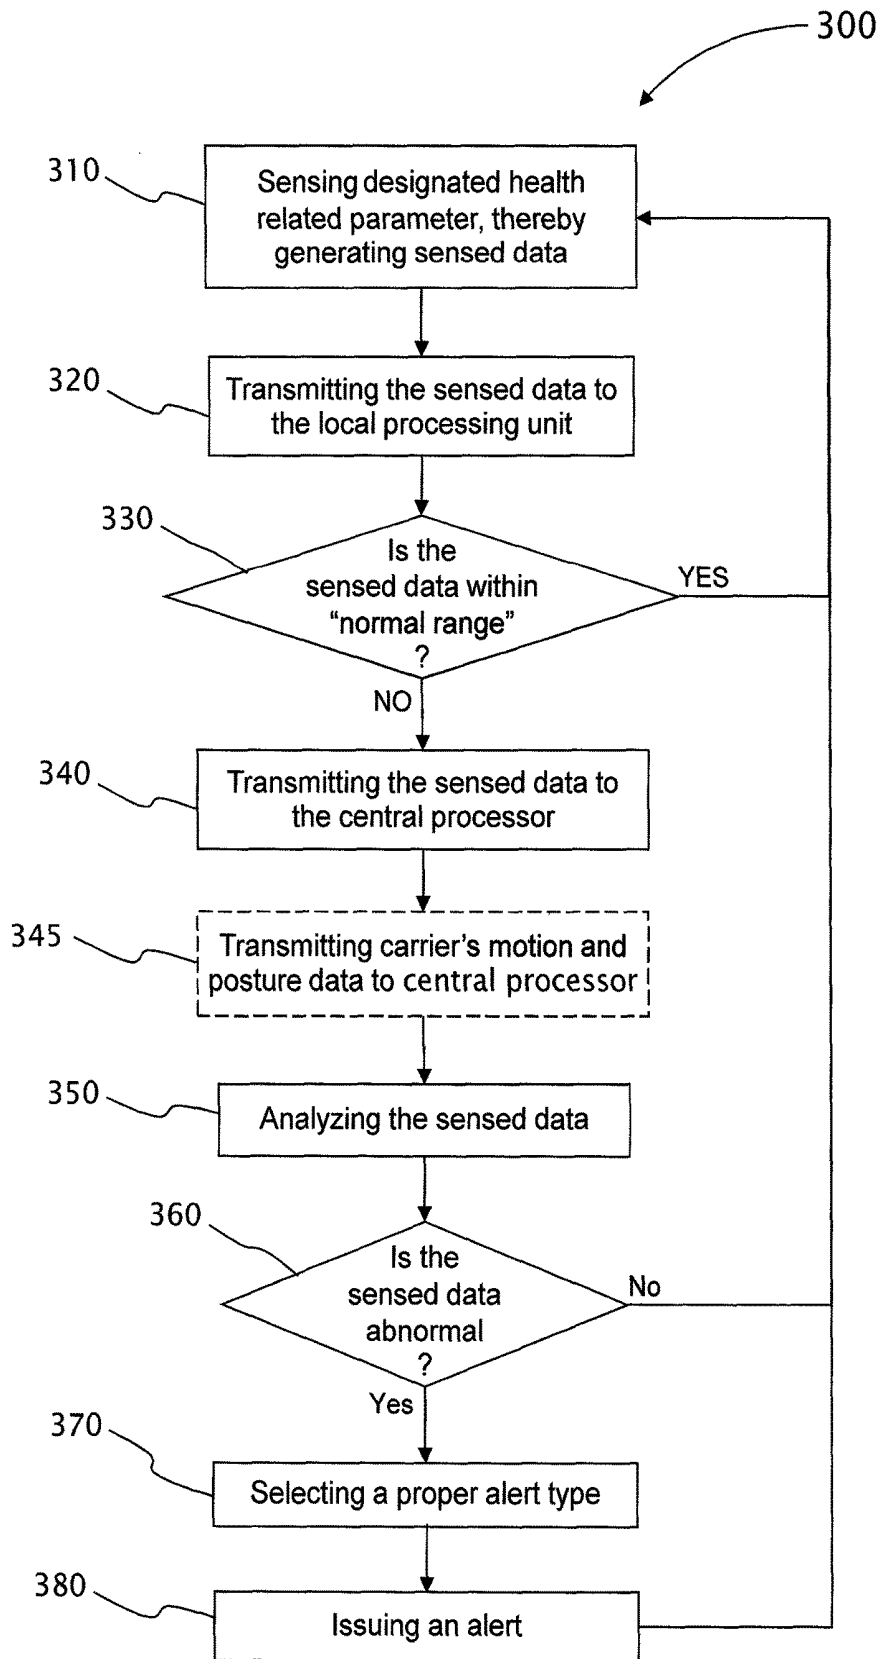 300
310
Sensing designated health
related parameter, thereby
generating sensed data
320
Transmitting the sensed data to
the local processing unit
330
Is the
sensed data within
“normal range”
?
YES
NO
340
Transmitting the sensed data to
the central processor
345
Transmitting carrier’s motion and
posture data to central processor
350
Analyzing the sensed data
360
Is the
sensed data
abnormal
?
No
Yes
370
Selecting a proper alert type
380
Issuing an alert